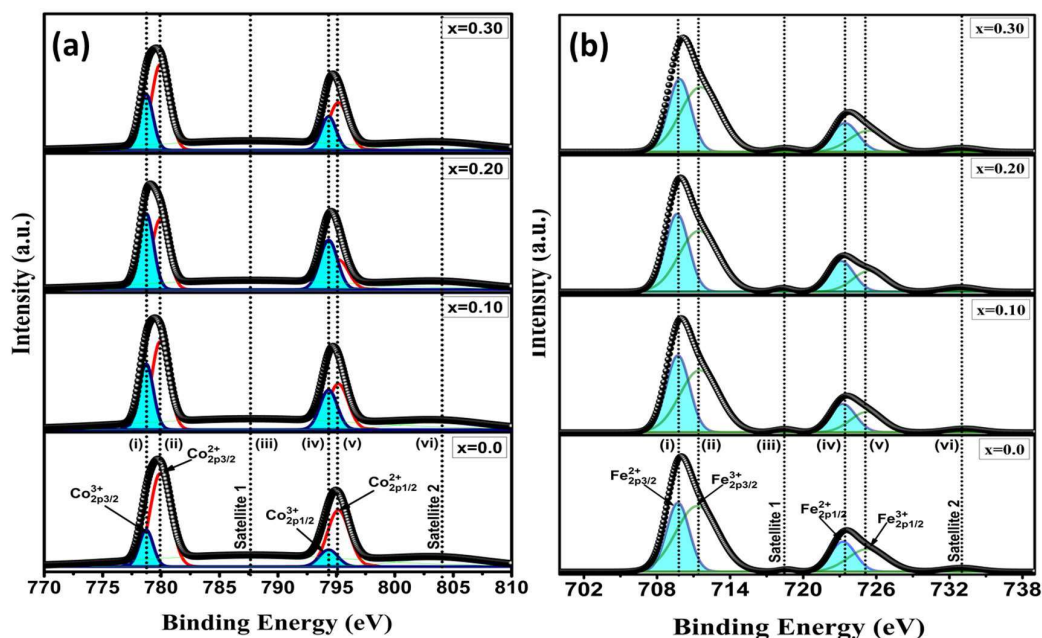 (a)
x=0.30
x=0.20
x=0.10
(i) (ii) (iii) (iv) (v) (vi)
x=0.0
Co3+2p3/2
Co2+2p3/2
Satellite 1
Co3+2p1/2
Co2+2p1/2
Satellite 2
770 780 790 795 800 810
Binding Energy (eV)
Intensity (a.u.)
(b)
x=0.30
x=0.20
x=0.10
(i) (ii) (iii) (iv) (v) (vi)
x=0.0
Fe2+2p3/2
Fe3+2p3/2
Satellite 1
Fe2+2p1/2
Fe3+2p1/2
Satellite 2
702 708 714 720 726 732 738
Binding Energy (eV)
Intensity (a.u.)